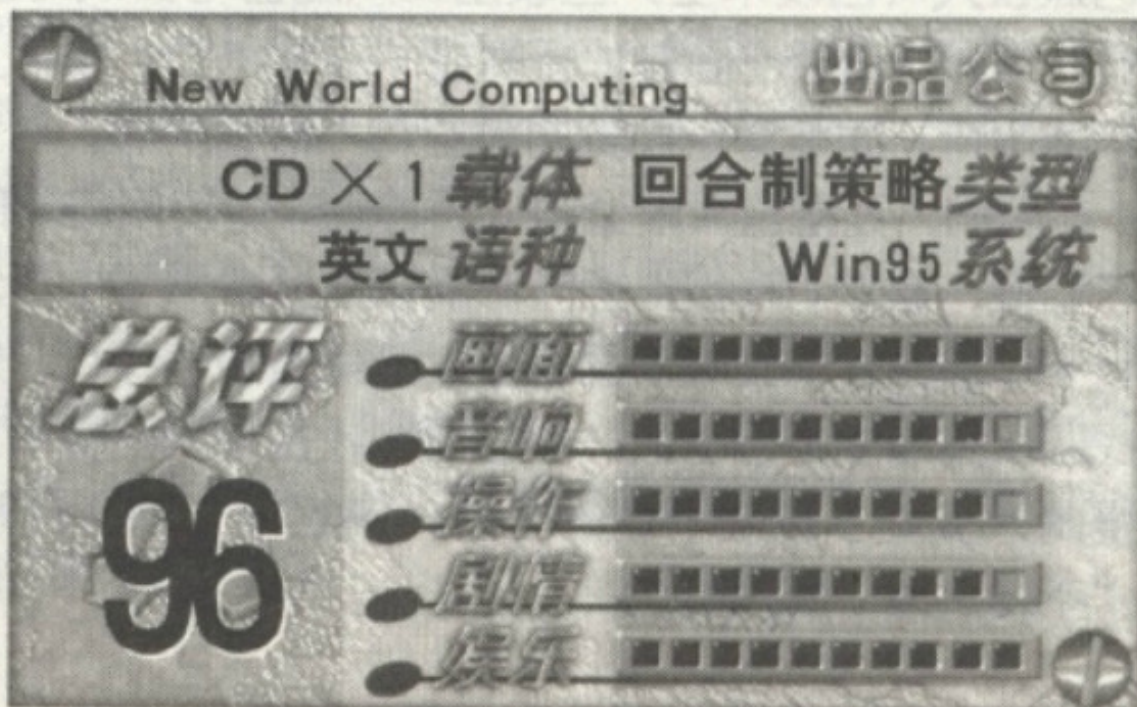 New World Computing 出品公司
CD × 1 载体 回合制策略类型
英文 语种 Win95系统
总评
96
画面
音响
操作
剧情
娱乐